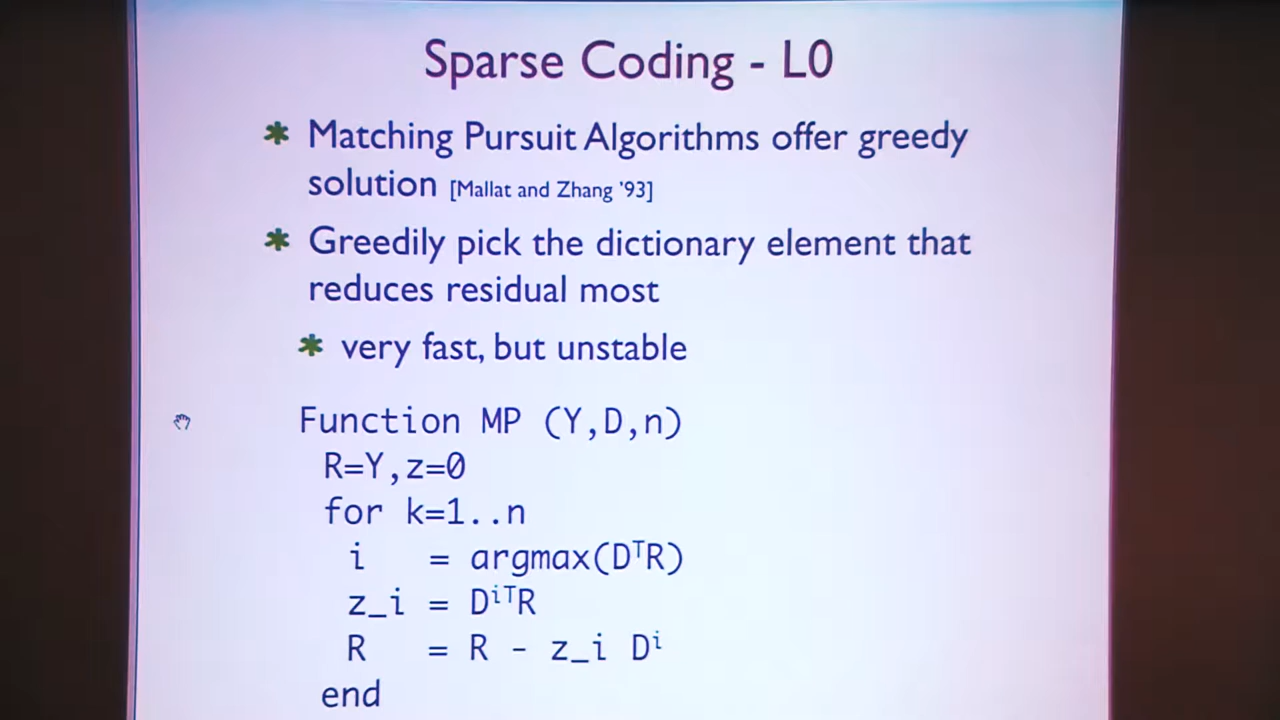 Sparse Coding - L0
* Matching Pursuit Algorithms offer greedy
solution [Mallat and Zhang '93]
* Greedily pick the dictionary element that
reduces residual most
* very fast, but unstable
Function MP (Y,D,n)
R=Y,z=0
for k=1..n
i = argmax(DᵀR)
z_i = DⁱᵀR
R = R - z_i Dⁱ
end